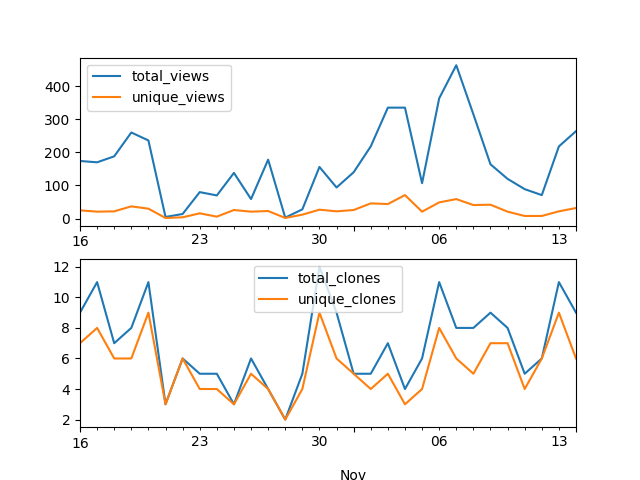 total_views
unique_views
400
300
200
100
0
16 23 30 06 13
total_clones
unique_clones
12
10
8
6
4
2
16 23 30 06 13
Nov